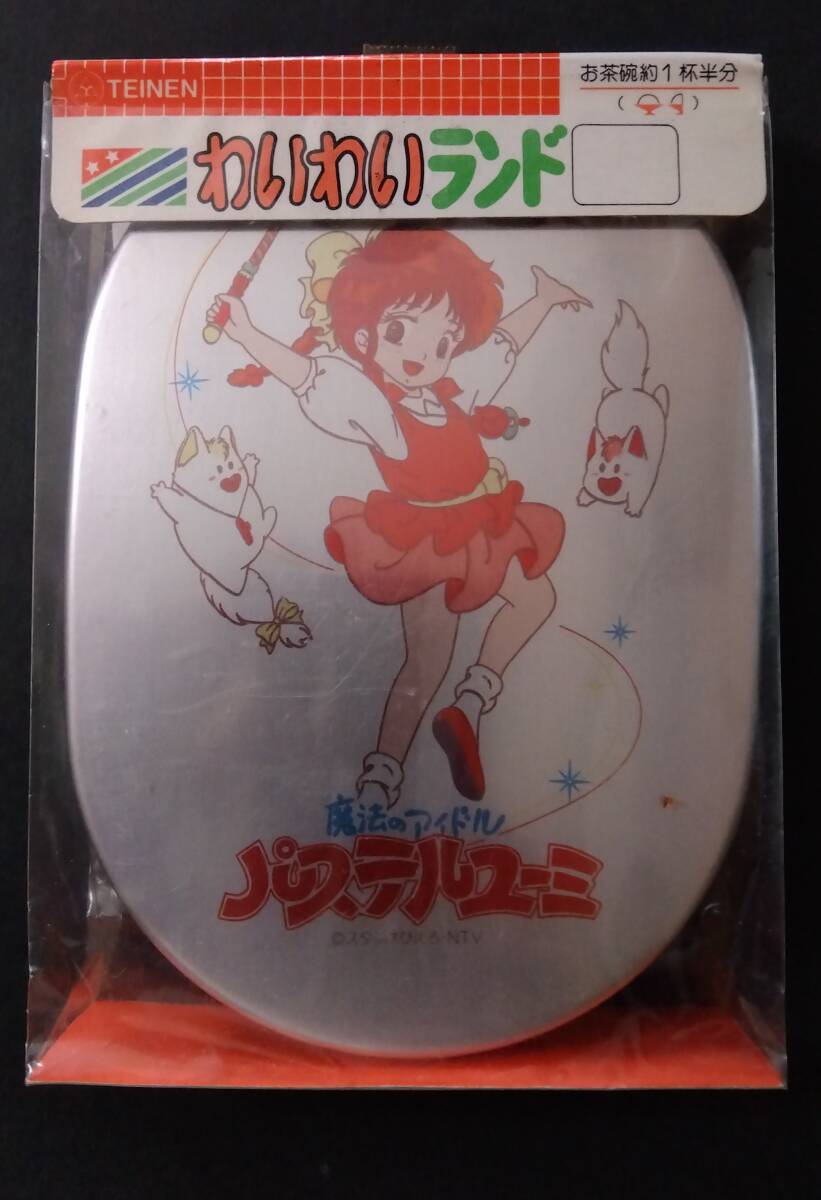 TEINEN
お茶碗約1杯半分
わいわいランド
魔法のアイドル
パステルユーミ
©スタジオぴえろ・NTV